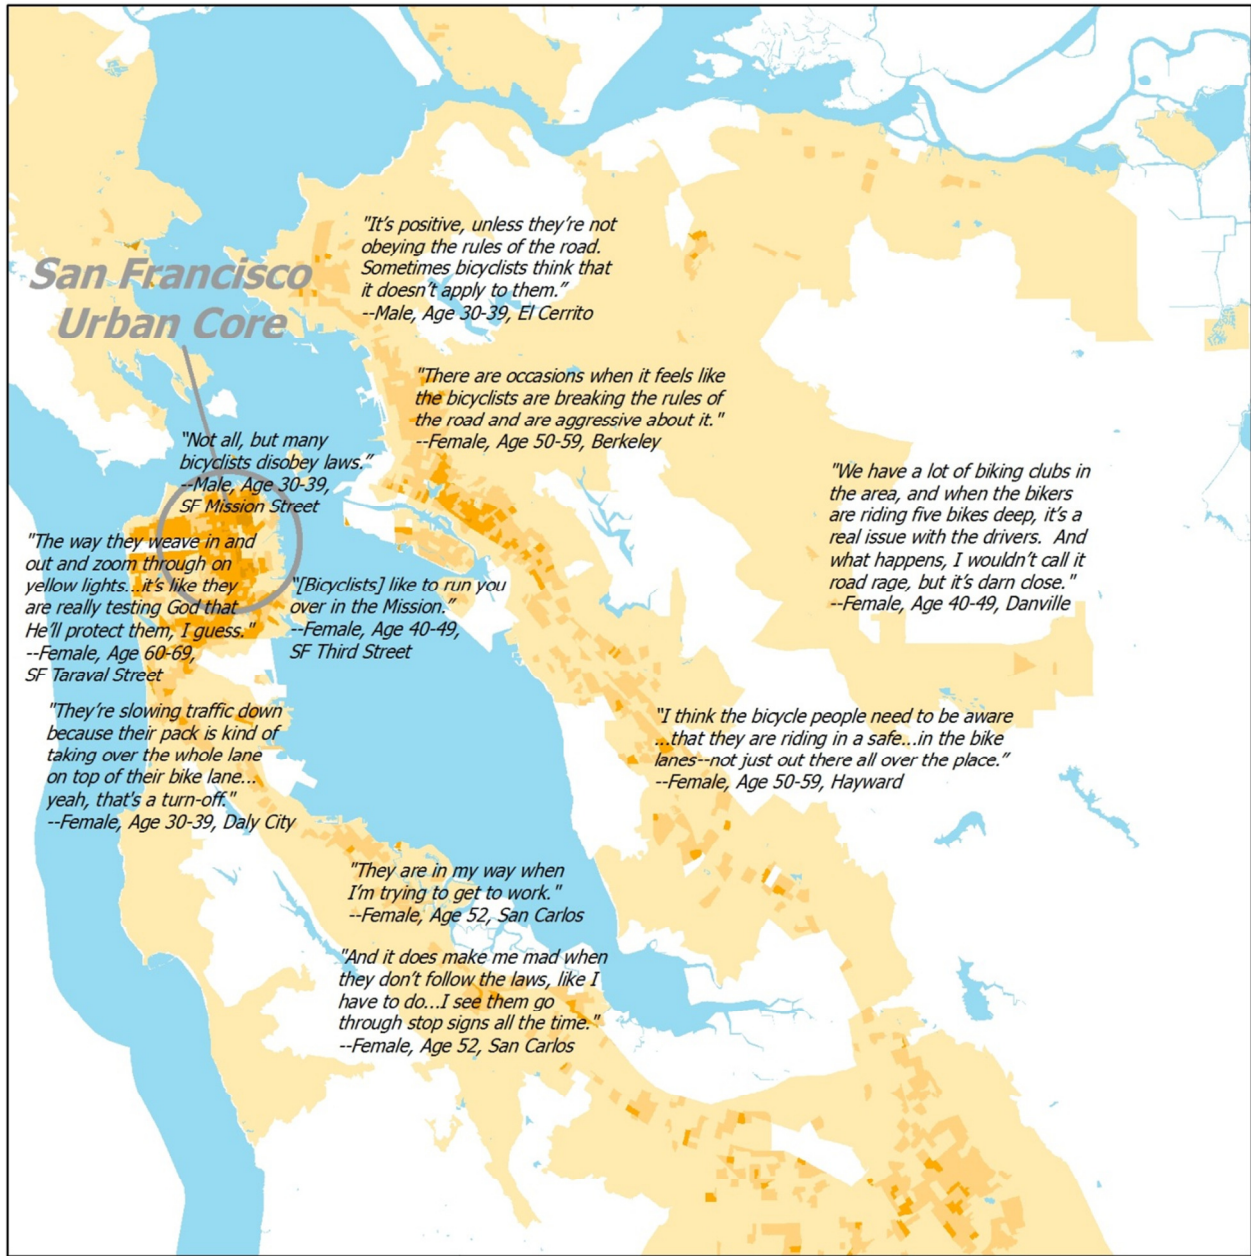 "It's positive, unless they're not
obeying the rules of the road.
Sometimes bicyclists think that
it doesn't apply to them."
--Male, Age 30-39, El Cerrito
San Francisco
Urban Core
"There are occasions when it feels like
the bicyclists are breaking the rules of
the road and are aggressive about it."
--Female, Age 50-59, Berkeley
"Not all, but many
bicyclists disobey laws."
--Male, Age 30-39,
SF Mission Street
"We have a lot of biking clubs in
the area, and when the bikers
are riding five bikes deep, it's a
real issue with the drivers.  And
what happens, I wouldn't call it
road rage, but it's darn close."
--Female, Age 40-49, Danville
"The way they weave in and
out and zoom through on
yellow lights...it's like they
are really testing God that
He'll protect them, I guess."
--Female, Age 60-69,
SF Taraval Street
"[Bicyclists] like to run you
over in the Mission."
--Female, Age 40-49,
SF Third Street
"They're slowing traffic down
because their pack is kind of
taking over the whole lane
on top of their bike lane...
yeah, that's a turn-off."
--Female, Age 30-39, Daly City
"I think the bicycle people need to be aware
...that they are riding in a safe...in the bike
lanes--not just out there all over the place."
--Female, Age 50-59, Hayward
"They are in my way when
I'm trying to get to work."
--Female, Age 52, San Carlos
"And it does make me mad when
they don't follow the laws, like I
have to do...I see them go
through stop signs all the time."
--Female, Age 52, San Carlos